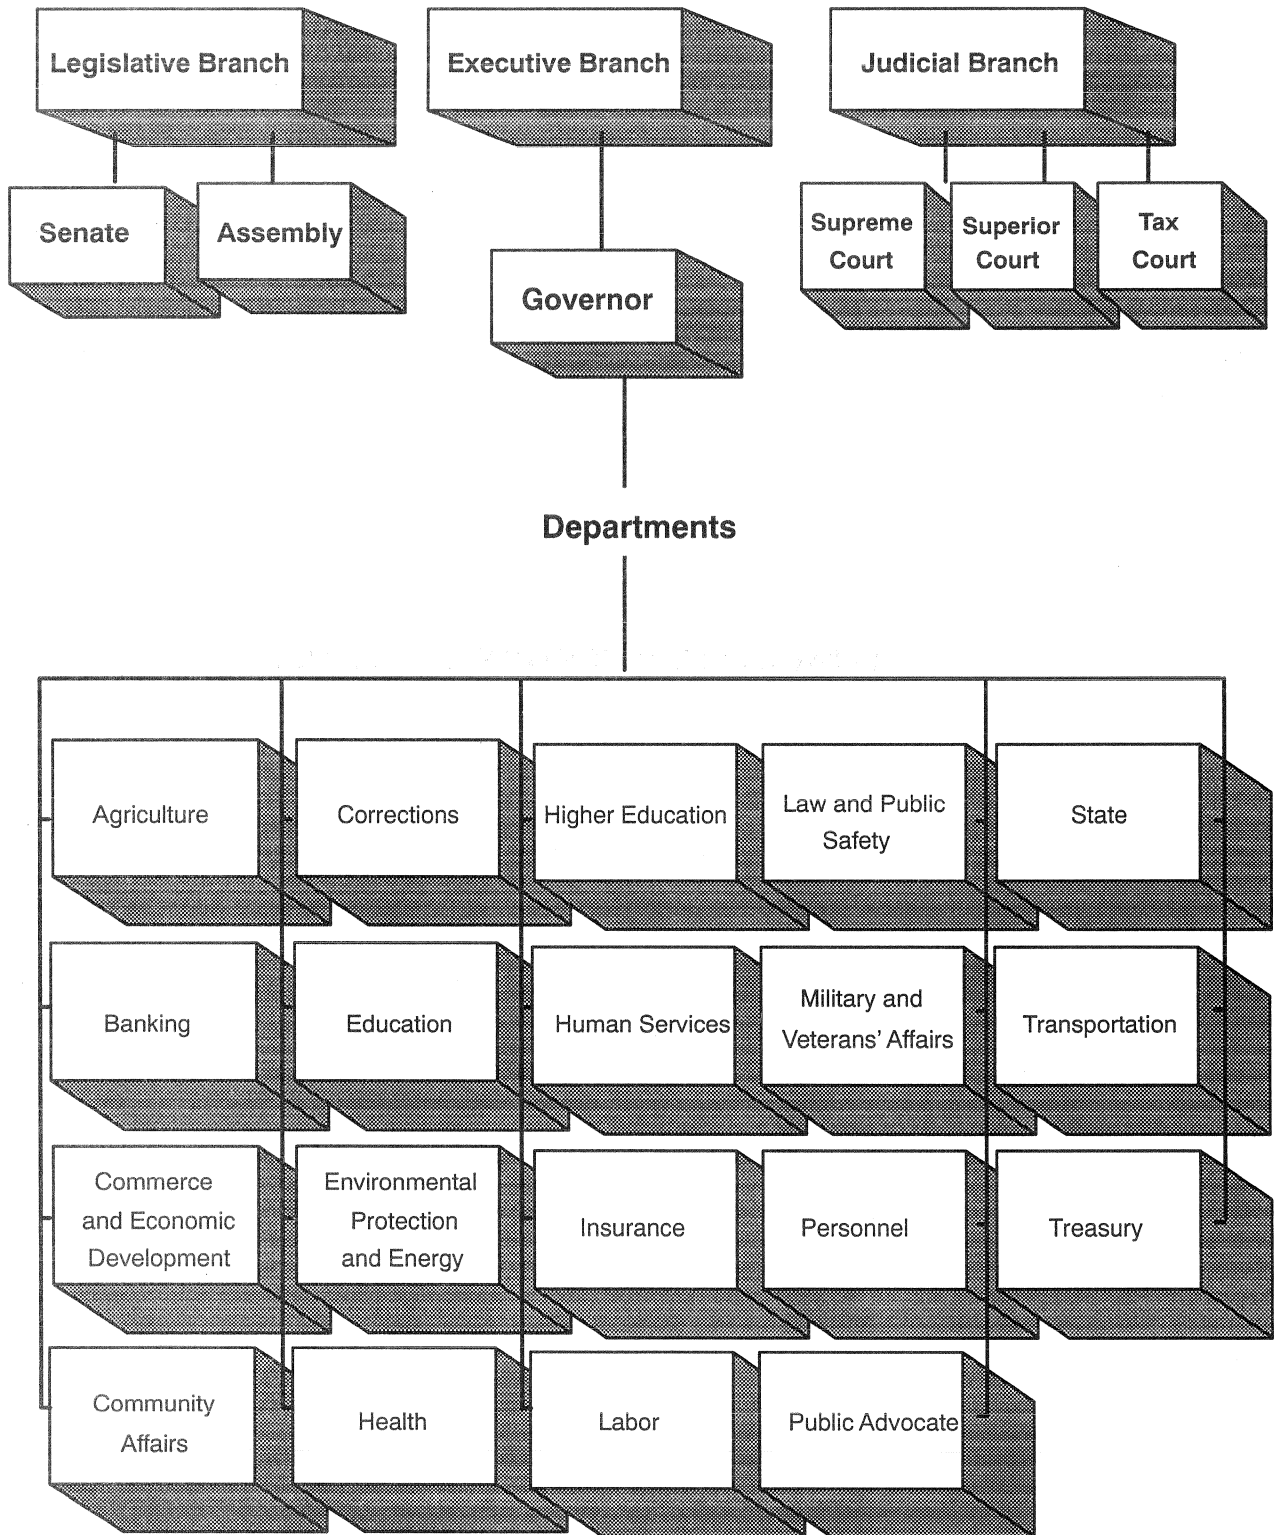 Legislative Branch
Executive Branch
Judicial Branch
Senate
Assembly
Governor
Supreme
Court
Superior
Court
Tax
Court
Departments
Agriculture
Corrections
Higher Education
Law and Public
Safety
State
Banking
Education
Human Services
Military and
Veterans' Affairs
Transportation
Commerce
and Economic
Development
Environmental
Protection
and Energy
Insurance
Personnel
Treasury
Community
Affairs
Health
Labor
Public Advocate